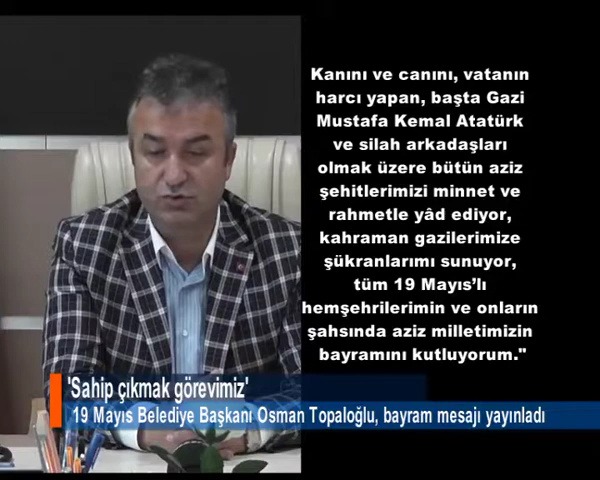 Kanını ve canını, vatanın
harcı yapan, başta Gazi
Mustafa Kemal Atatürk
ve silah arkadaşları
olmak üzere bütün aziz
şehitlerimizi minnet ve
rahmetle yâd ediyor,
kahraman gazilerimize
şükranlarımı sunuyor,
tüm 19 Mayıs’lı
hemşehrilerimin ve onların
şahsında aziz milletimizin
bayramını kutluyorum."
'Sahip çıkmak görevimiz'
19 Mayıs Belediye Başkanı Osman Topaloğlu, bayram mesajı yayınladı